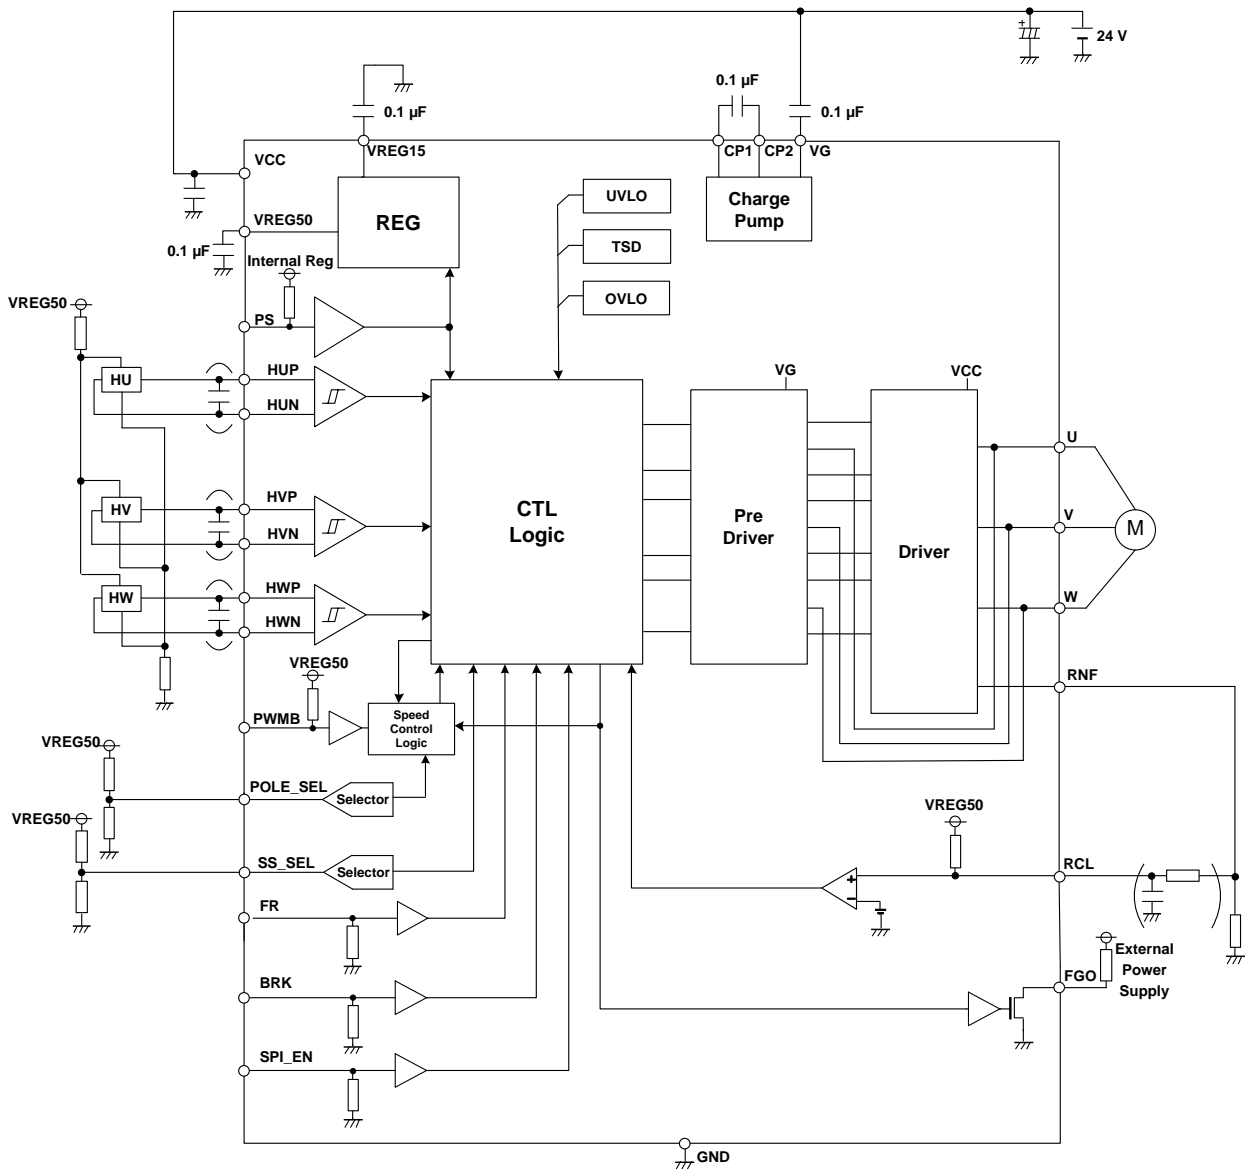 24 V
0.1 µF
0.1 µF
0.1 µF
VCC
VREG15
CP1
CP2
VG
REG
UVLO
TSD
OVLO
Charge
Pump
VREG50
0.1 µF
Internal Reg
VREG50
PS
HU
HUP
HUN
HV
HVP
HVN
HW
HWP
HWN
CTL
Logic
VG
Pre
Driver
VCC
Driver
U
V
W
M
RNF
VREG50
PWMB
Speed
Control
Logic
VREG50
POLE_SEL
Selector
VREG50
SS_SEL
Selector
VREG50
RCL
+
−
FR
BRK
SPI_EN
FGO
External
Power
Supply
GND